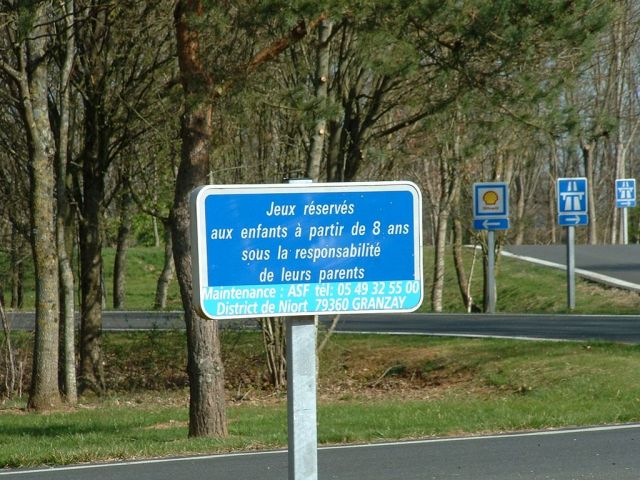 Jeux réservés
aux enfants à partir de 8 ans
sous la responsabilité
de leurs parents
Maintenance : ASF tél: 05 49 32 55 00
District de Niort 79360 GRANZAY